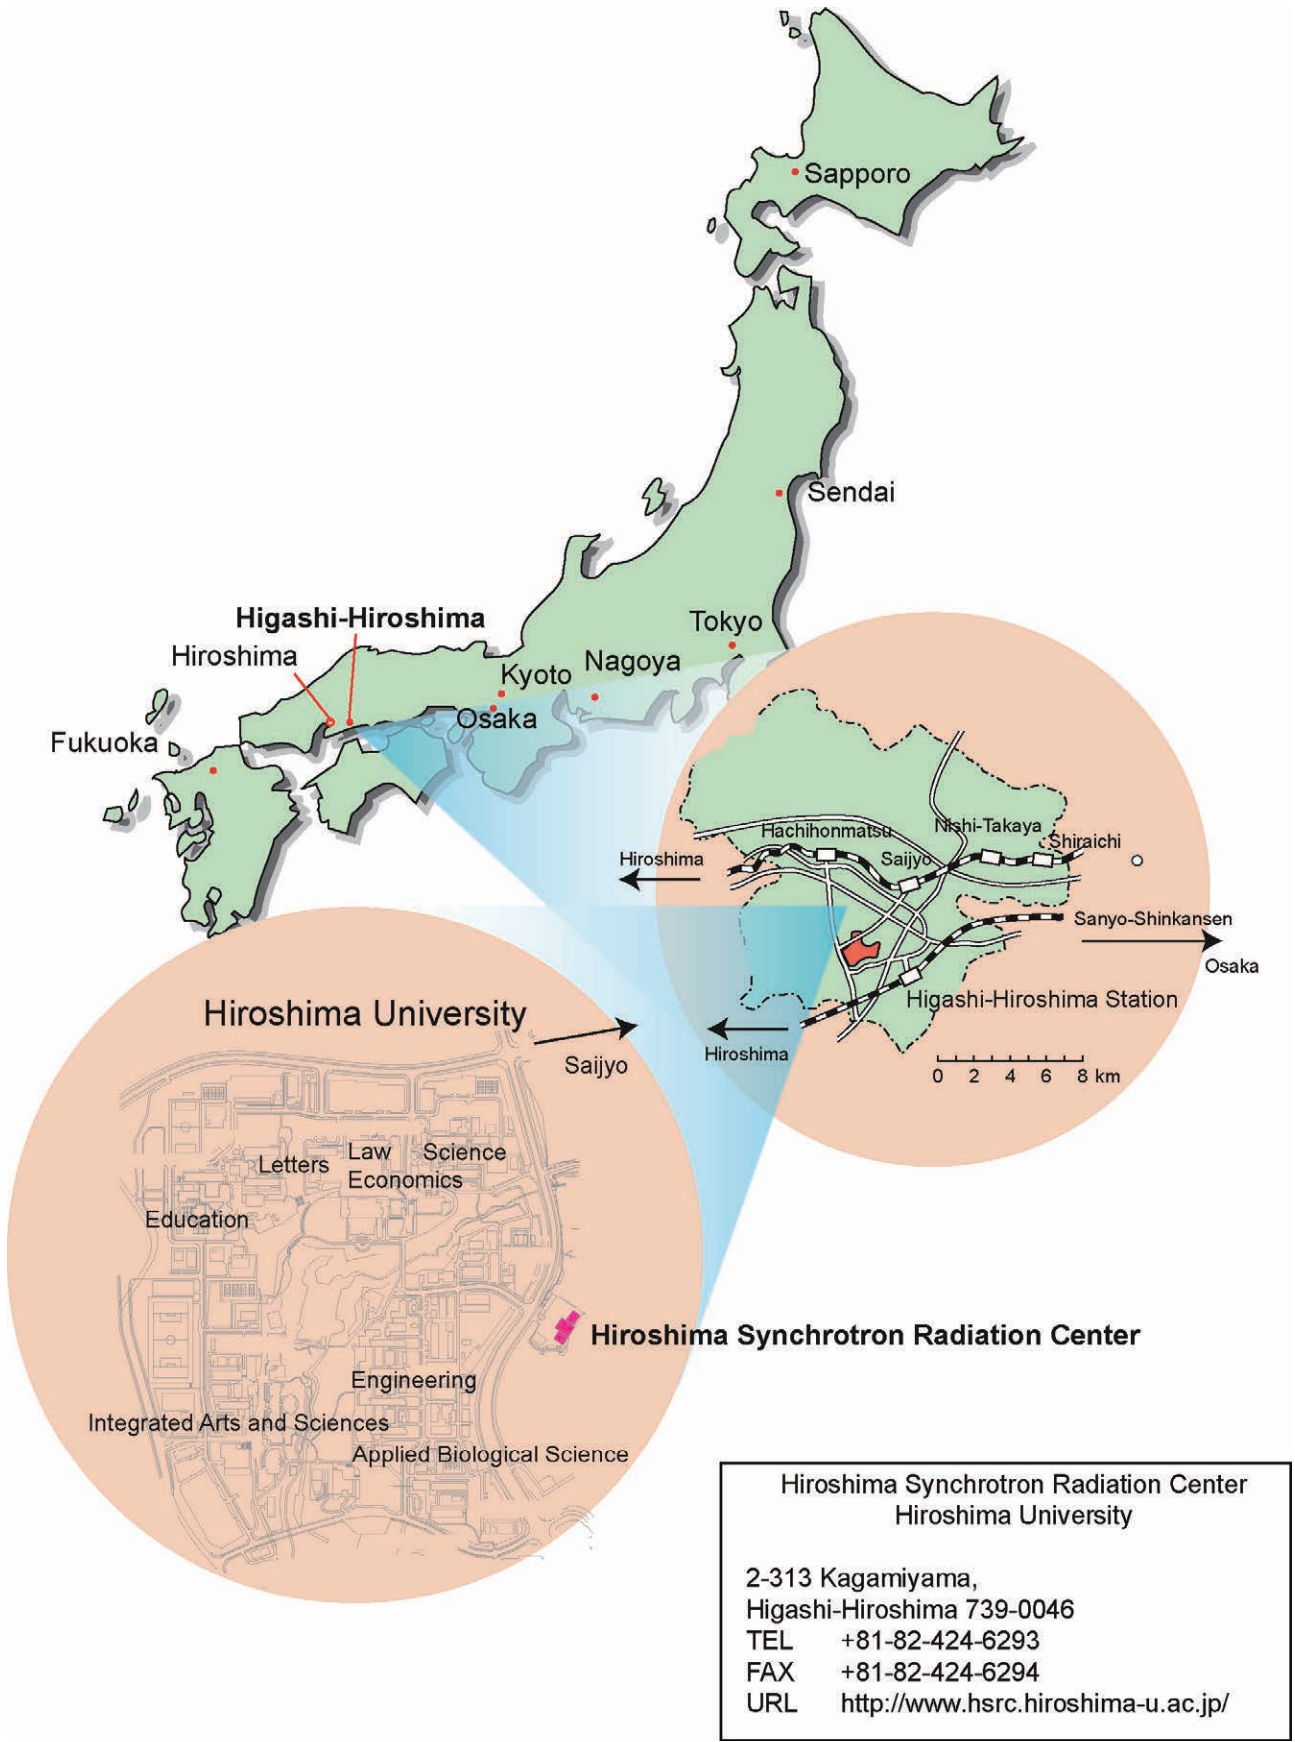 Sapporo
Sendai
Higashi-Hiroshima
Hiroshima
Tokyo
Kyoto
Nagoya
Osaka
Fukuoka
Hachihonmatsu
Nishi-Takaya
Shiraichi
Hiroshima
Saijyo
Sanyo-Shinkansen
Osaka
Higashi-Hiroshima Station
Hiroshima
0 2 4 6 8 km
Hiroshima University
Saijyo
Letters
Law
Economics
Science
Education
Hiroshima Synchrotron Radiation Center
Engineering
Integrated Arts and Sciences
Applied Biological Science
Hiroshima Synchrotron Radiation Center
Hiroshima University
2-313 Kagamiyama,
Higashi-Hiroshima 739-0046
TEL +81-82-424-6293
FAX +81-82-424-6294
URL http://www.hsrc.hiroshima-u.ac.jp/